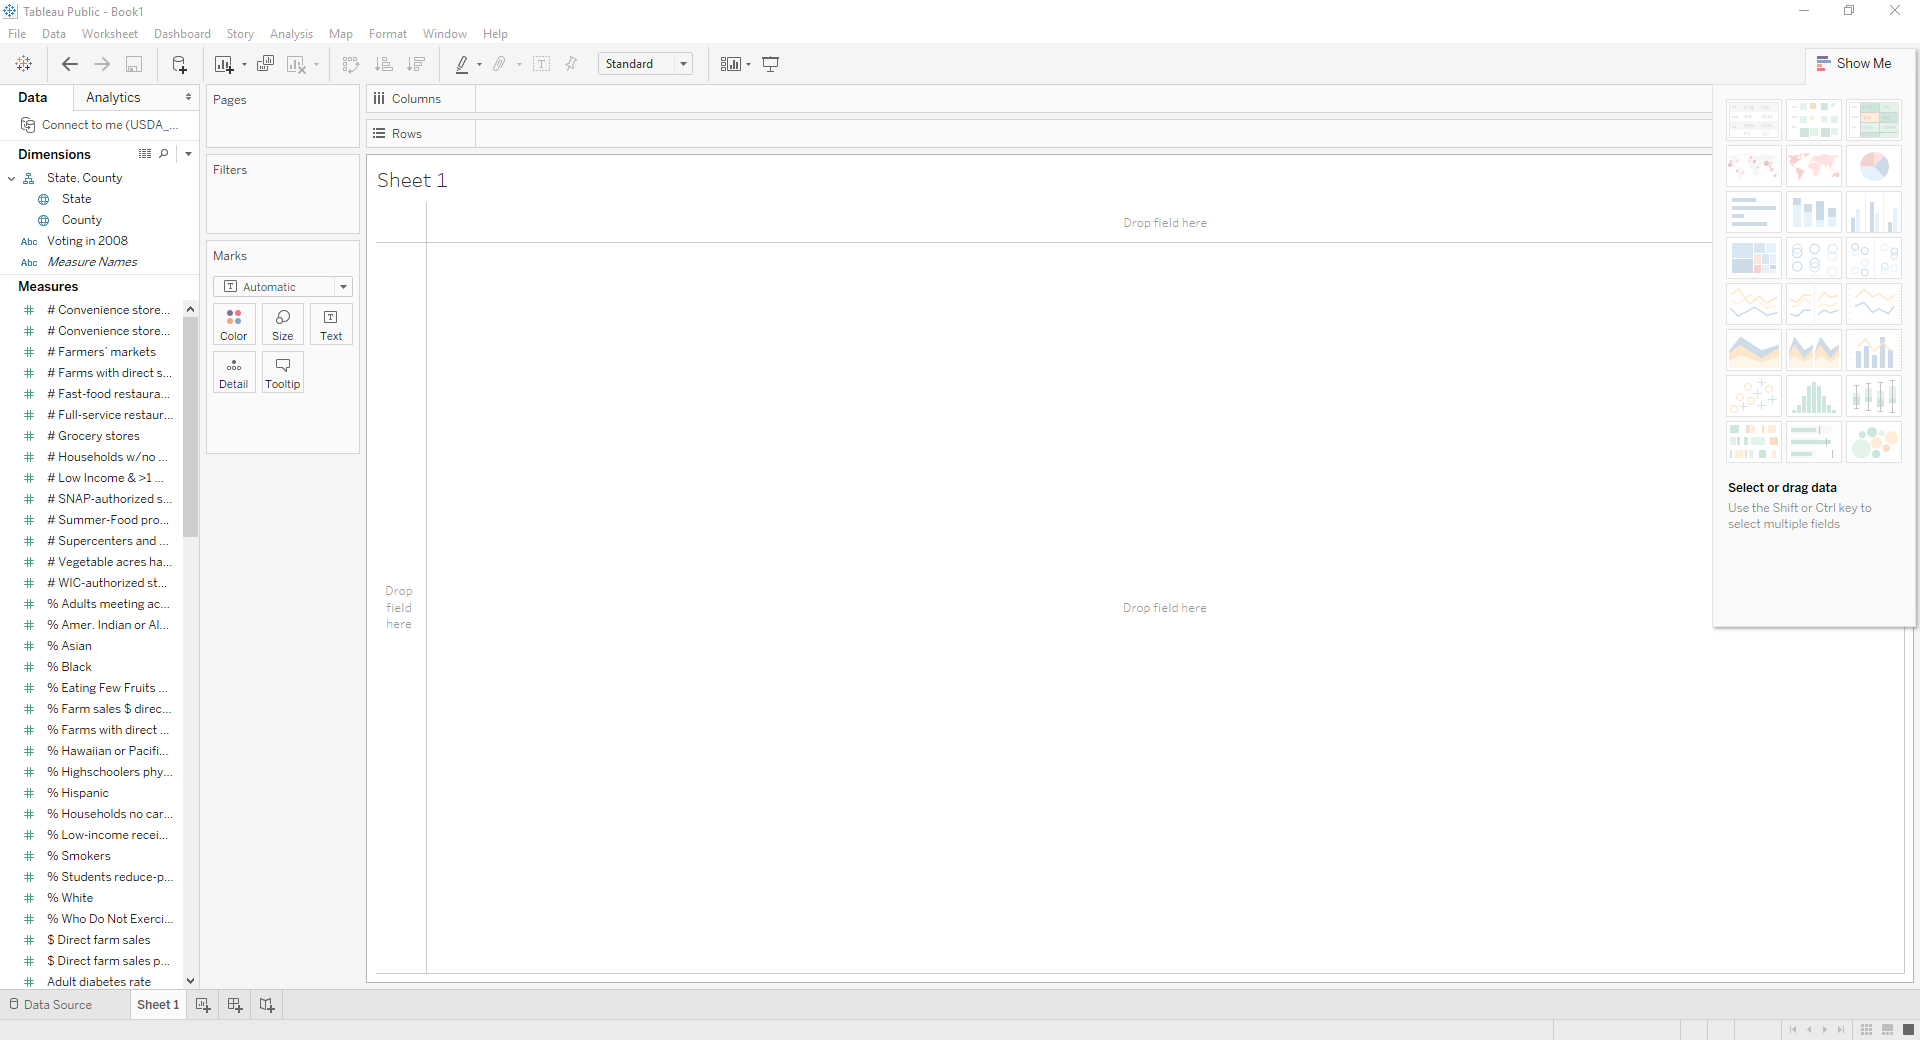 Tableau Public - Book1
File Data Worksheet Dashboard Story Analysis Map Format Window Help
Standard
Show Me
Data Analytics
Connect to me (USDA_...
Dimensions
State, County
State
County
Abc Voting in 2008
Abc Measure Names
Measures
# Convenience store...
# Convenience store...
# Farmers` markets
# Farms with direct s...
# Fast-food restaura...
# Full-service restaur...
# Grocery stores
# Households w/no ...
# Low Income & >1 ...
# SNAP-authorized s...
# Summer-Food pro...
# Supercenters and ...
# Vegetable acres ha...
# WIC-authorized st...
% Adults meeting ac...
% Amer. Indian or Al...
% Asian
% Black
% Eating Few Fruits ...
% Farm sales $ direc...
% Farms with direct ...
% Hawaiian or Pacifi...
% Highschoolers phy...
% Hispanic
% Households no car...
% Low-income recei...
% Smokers
% Students reduce-p...
% White
% Who Do Not Exerci...
$ Direct farm sales
$ Direct farm sales p...
Adult diabetes rate
Pages
Filters
Marks
Automatic
Color Size Text
Detail Tooltip
Columns
Rows
Sheet 1
Drop field here
Drop
field
here
Drop field here
Select or drag data
Use the Shift or Ctrl key to
select multiple fields
Data Source Sheet 1